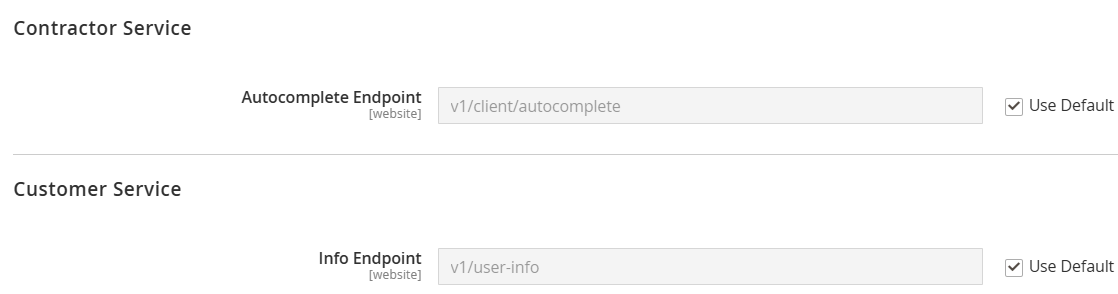 Contractor Service
Autocomplete Endpoint
[website]
v1/client/autocomplete
Use Default
Customer Service
Info Endpoint
[website]
v1/user-info
Use Default